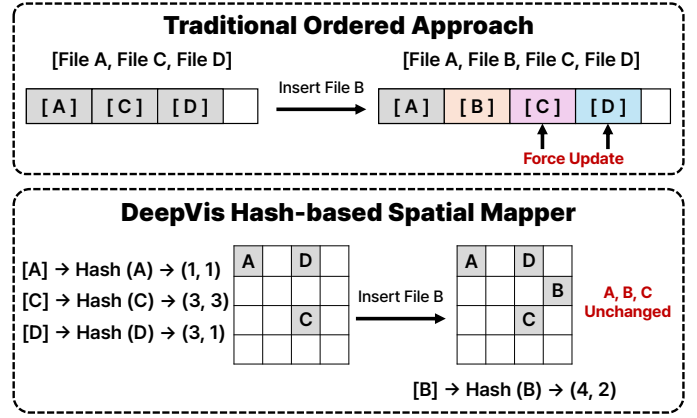 Traditional Ordered Approach
[File A, File C, File D]
[File A, File B, File C, File D]
[ A ] [ C ] [ D ]
Insert File B
[ A ] [ B ] [ C ] [ D ]
Force Update
DeepVis Hash-based Spatial Mapper
[A] → Hash (A) → (1, 1)
[C] → Hash (C) → (3, 3)
[D] → Hash (D) → (3, 1)
A D
C
Insert File B
A D
B
C
A, B, C
Unchanged
[B] → Hash (B) → (4, 2)